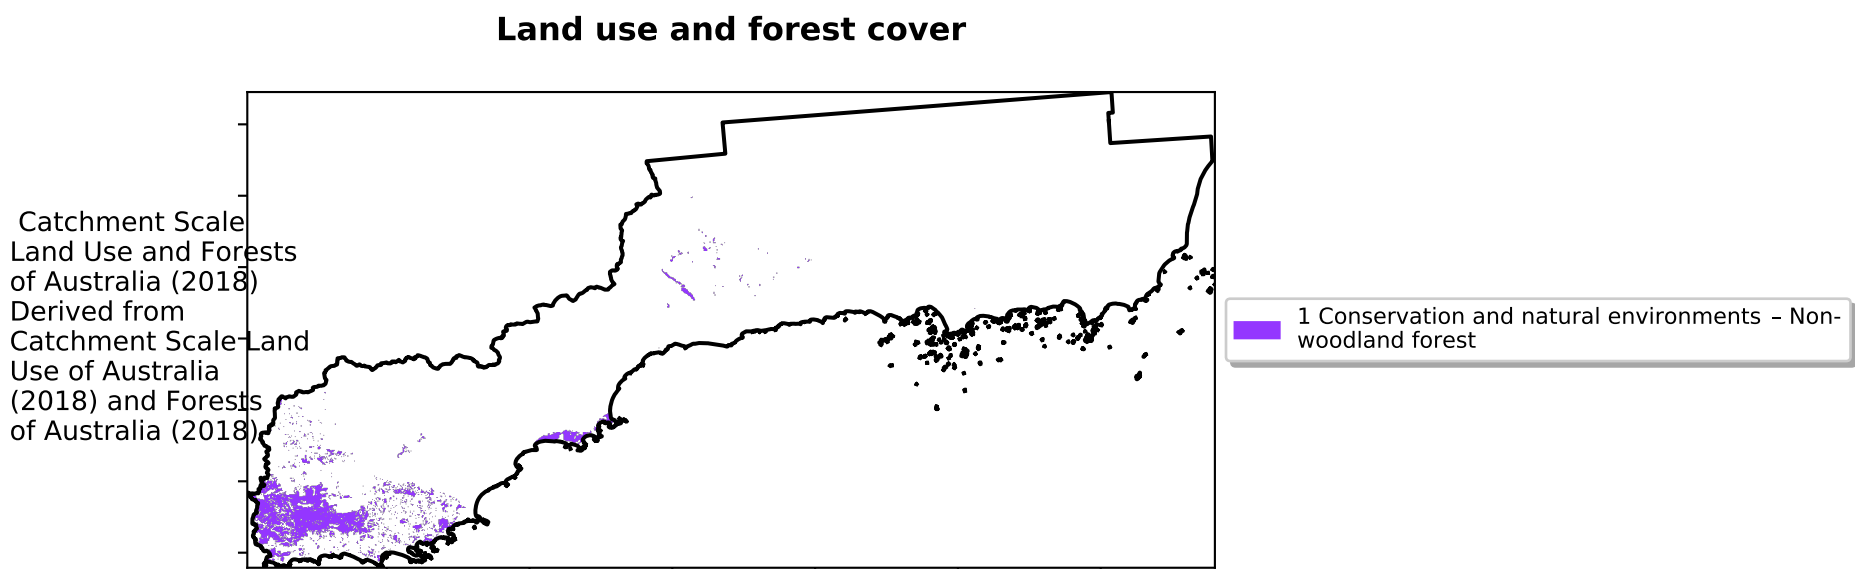 Land use and forest cover
Catchment Scale
Land Use and Forests
of Australia (2018)
Derived from
Catchment Scale Land
Use of Australia
(2018) and Forests
of Australia (2018)
1 Conservation and natural environments – Non-
woodland forest